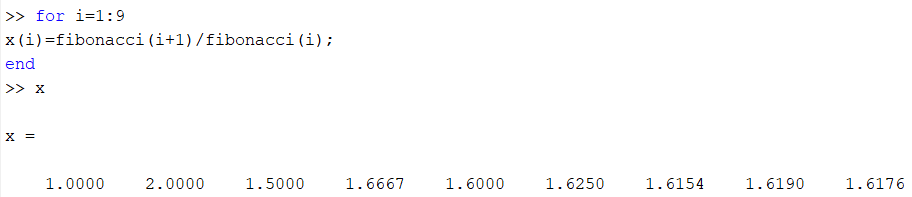 >> for i=1:9
x(i)=fibonacci(i+1)/fibonacci(i);
end
>> x
x =
1.0000 2.0000 1.5000 1.6667 1.6000 1.6250 1.6154 1.6190 1.6176